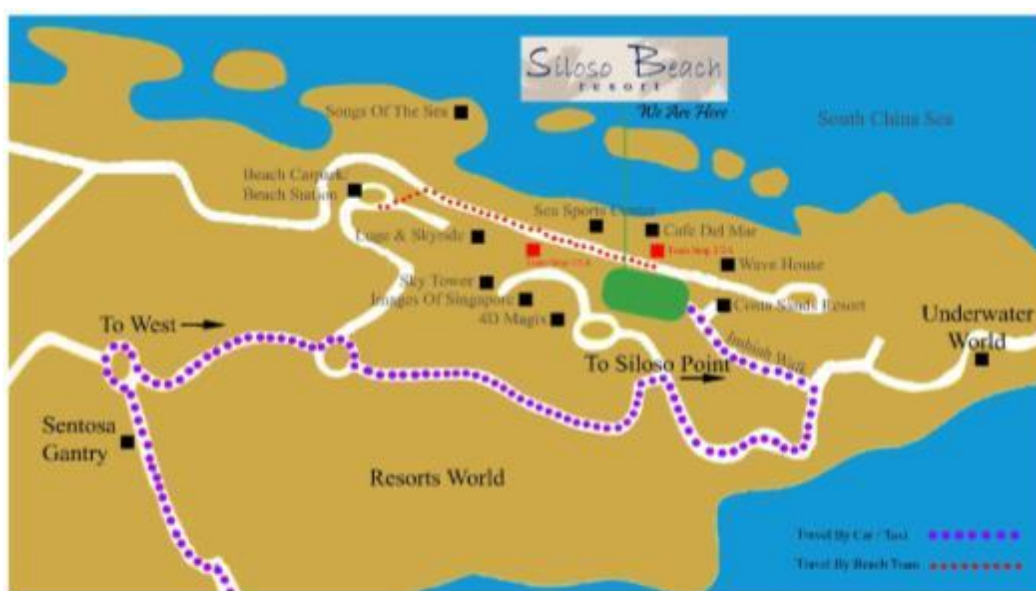 Siloso Beach
resort
We Are Here
Songs Of The Sea
South China Sea
Beach Carpark/
Beach Station
Sea Sports Center
Cafe Del Mar
Luge & Skyride
Wave House
Sky Tower
Images Of Singapore
4D Magix
Costa Sands Resort
Underwater
World
To West
Imbiah Walk
To Siloso Point
Sentosa
Gantry
Resorts World
Travel By Car / Taxi
Travel By Beach Tram